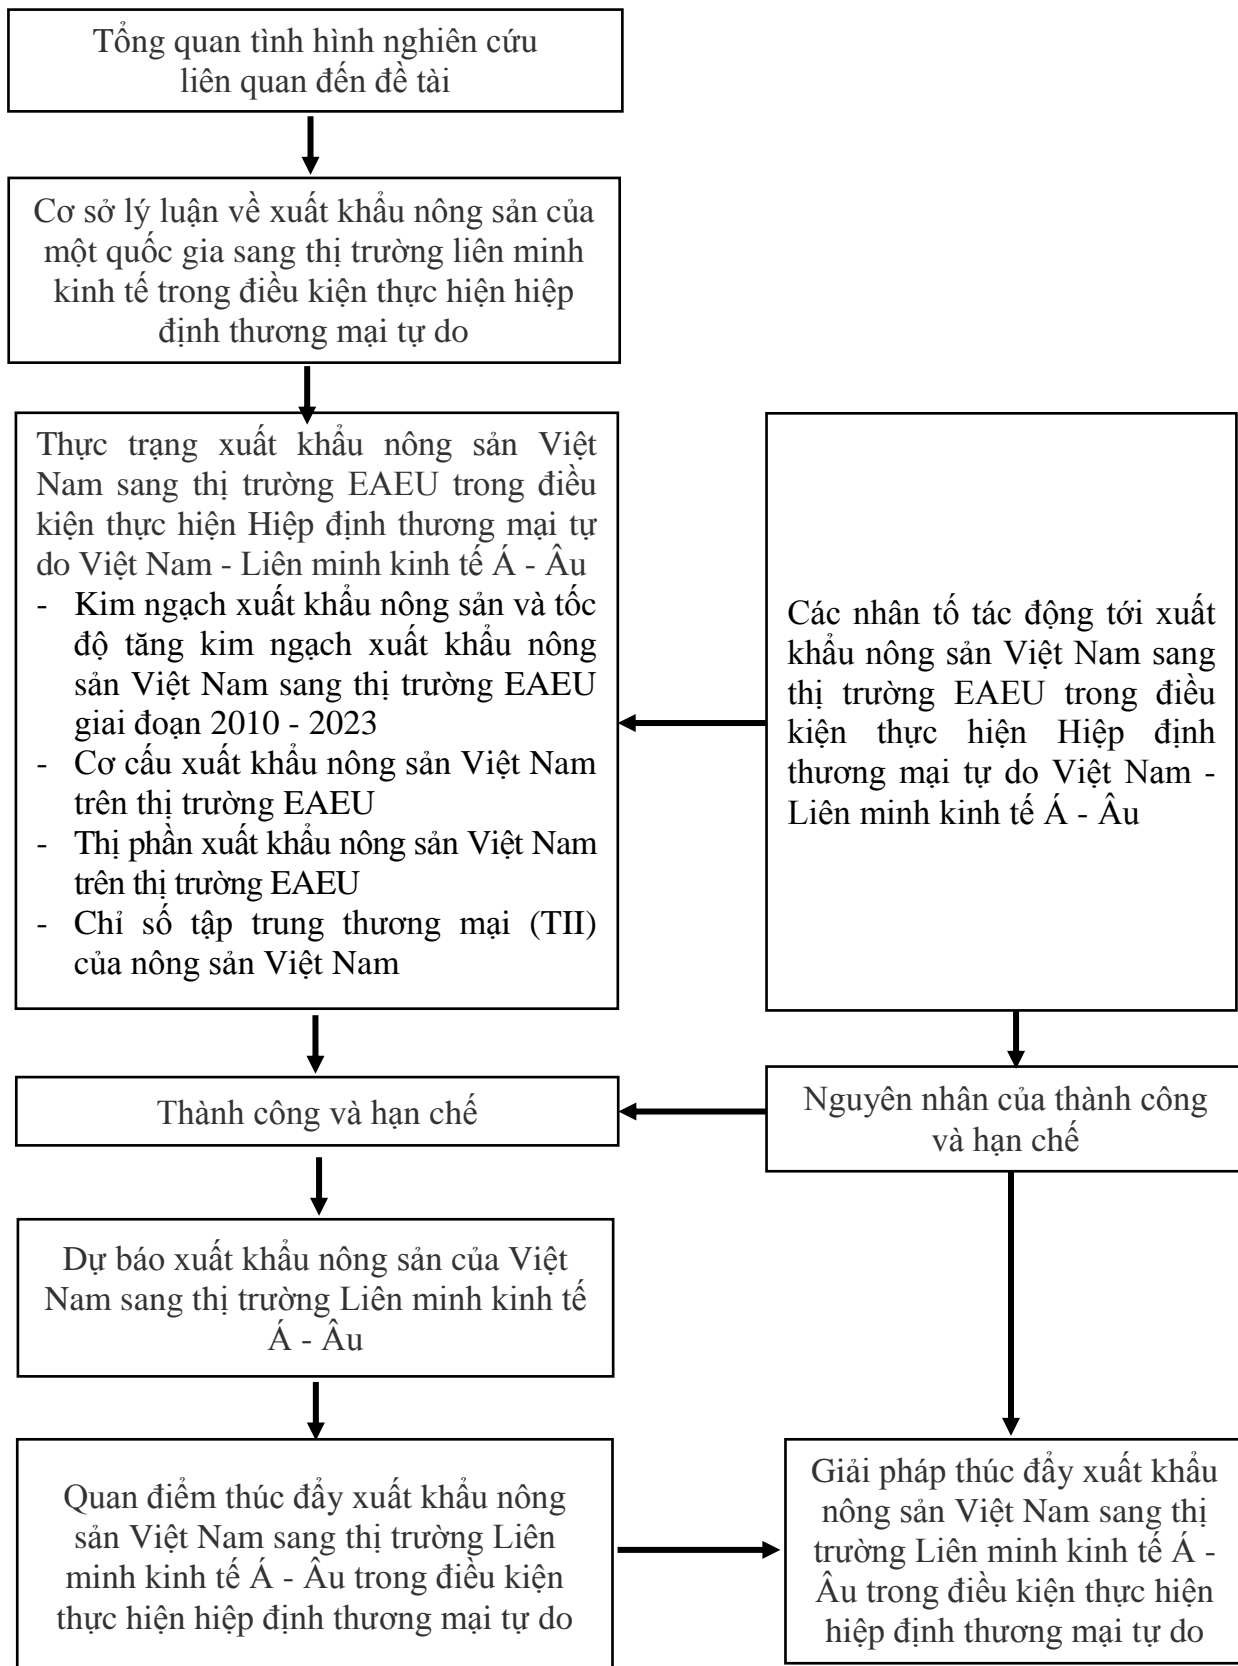 Tổng quan tình hình nghiên cứu
liên quan đến đề tài
Cơ sở lý luận về xuất khẩu nông sản của
một quốc gia sang thị trường liên minh
kinh tế trong điều kiện thực hiện hiệp
định thương mại tự do
Thực trạng xuất khẩu nông sản Việt
Nam sang thị trường EAEU trong điều
kiện thực hiện Hiệp định thương mại tự
do Việt Nam - Liên minh kinh tế Á - Âu
- Kim ngạch xuất khẩu nông sản và tốc
độ tăng kim ngạch xuất khẩu nông
sản Việt Nam sang thị trường EAEU
giai đoạn 2010 - 2023
- Cơ cấu xuất khẩu nông sản Việt Nam
trên thị trường EAEU
- Thị phần xuất khẩu nông sản Việt Nam
trên thị trường EAEU
- Chỉ số tập trung thương mại (TII)
của nông sản Việt Nam
Các nhân tố tác động tới xuất
khẩu nông sản Việt Nam sang
thị trường EAEU trong điều
kiện thực hiện Hiệp định
thương mại tự do Việt Nam -
Liên minh kinh tế Á - Âu
Thành công và hạn chế
Nguyên nhân của thành công
và hạn chế
Dự báo xuất khẩu nông sản của Việt
Nam sang thị trường Liên minh kinh tế
Á - Âu
Quan điểm thúc đẩy xuất khẩu nông
sản Việt Nam sang thị trường Liên
minh kinh tế Á - Âu trong điều kiện
thực hiện hiệp định thương mại tự do
Giải pháp thúc đẩy xuất khẩu
nông sản Việt Nam sang thị
trường Liên minh kinh tế Á -
Âu trong điều kiện thực hiện
hiệp định thương mại tự do